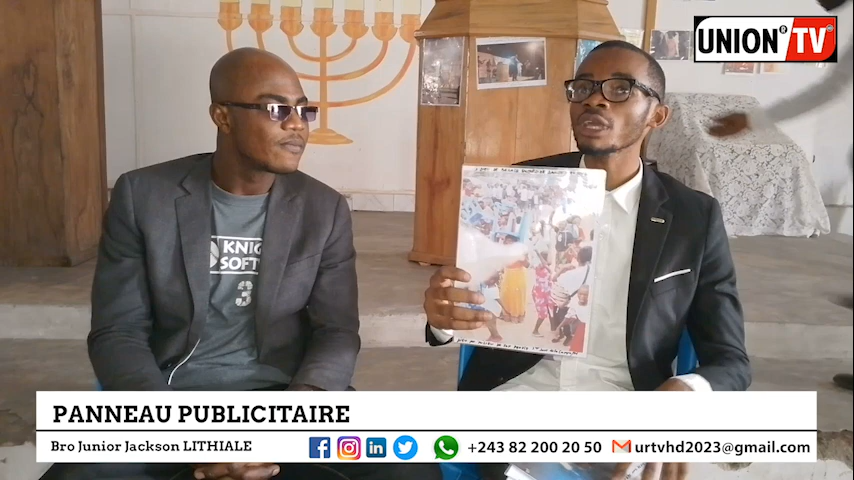 UNION TV
KNIG
SOFT
3
PANNEAU PUBLICITAIRE
Bro Junior Jackson LITHIALE
+243 82 200 20 50
urtvhd2023@gmail.com